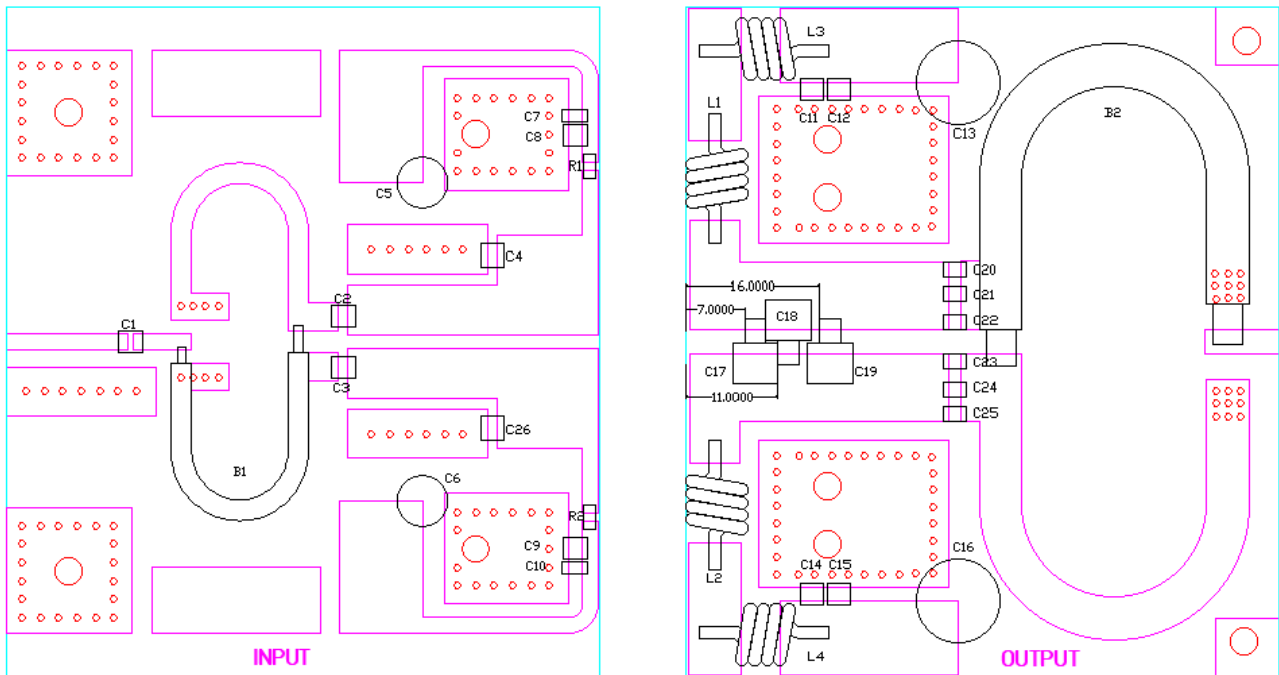 C7
C8
R1
C5
C4
C2
C1
C3
C26
B1
C6
R2
C9
C10
INPUT
L3
C11 C12
C13
B2
L1
C20
16.0000
C21
7.0000
C18
C22
C17
C19
C23
11.0000
C24
C25
C14 C15
C16
L2
L4
OUTPUT